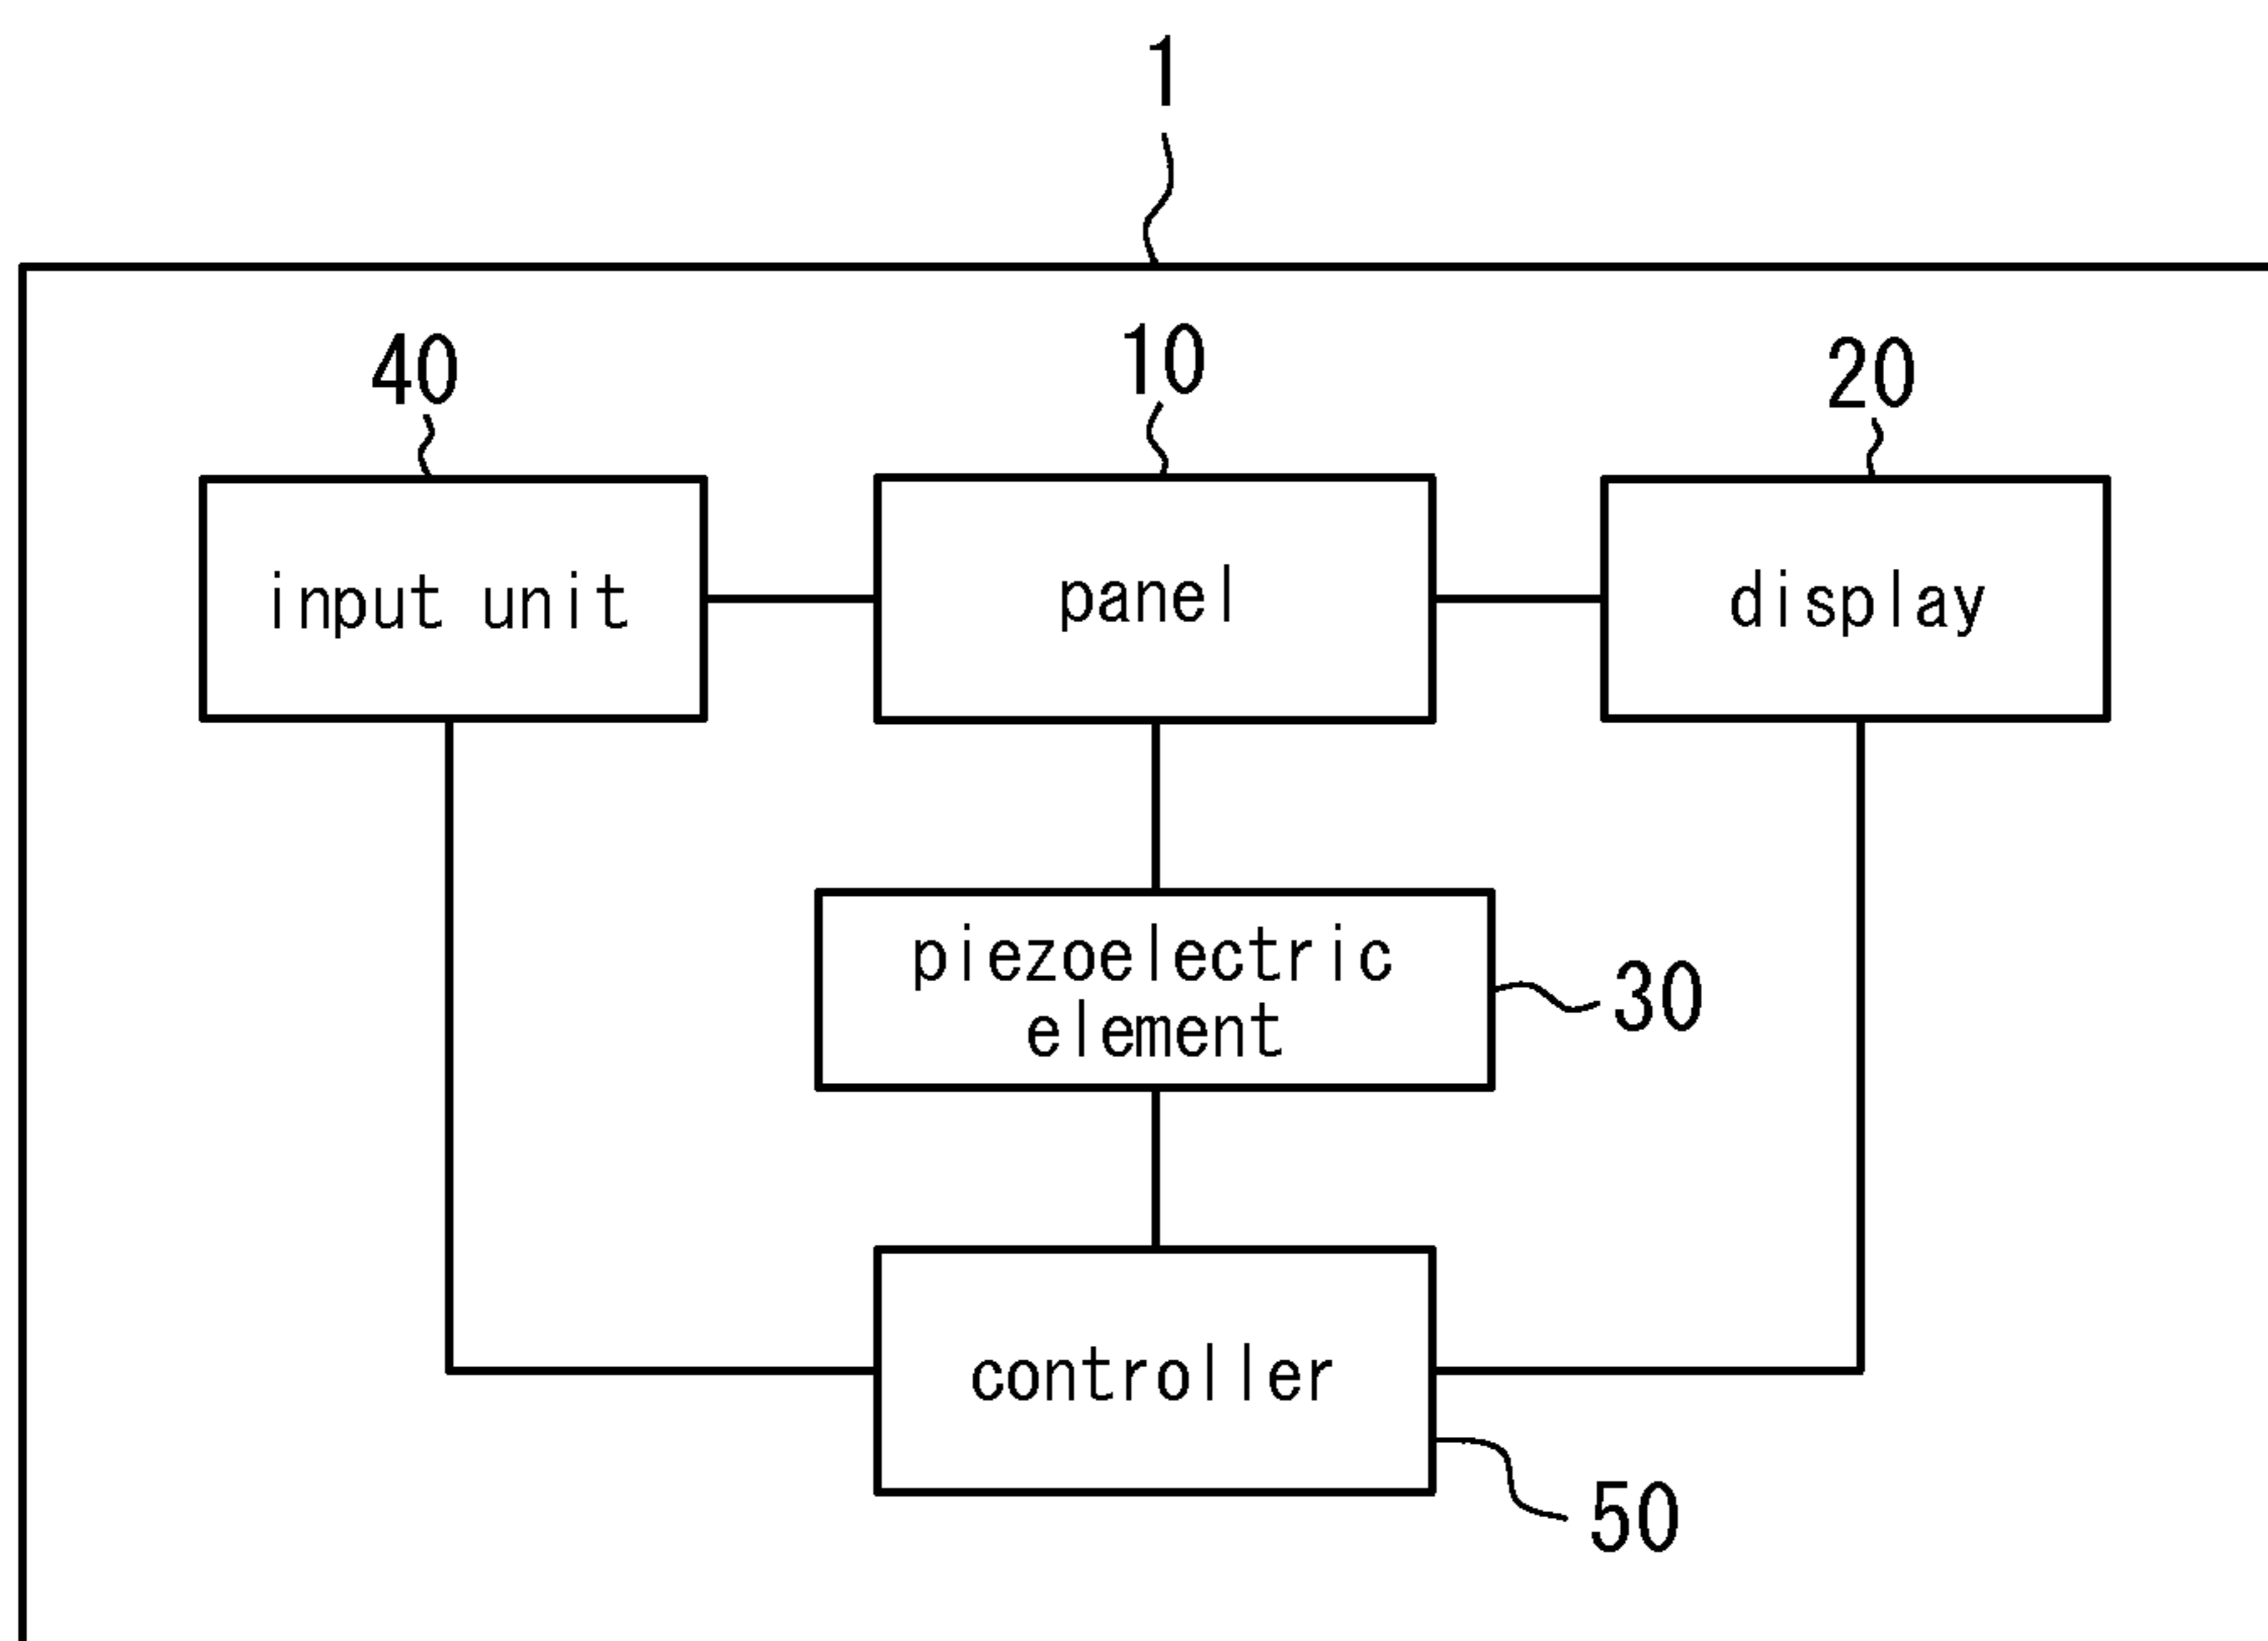 1
40
10
20
input unit
panel
display
piezoelectric
element
30
controller
50